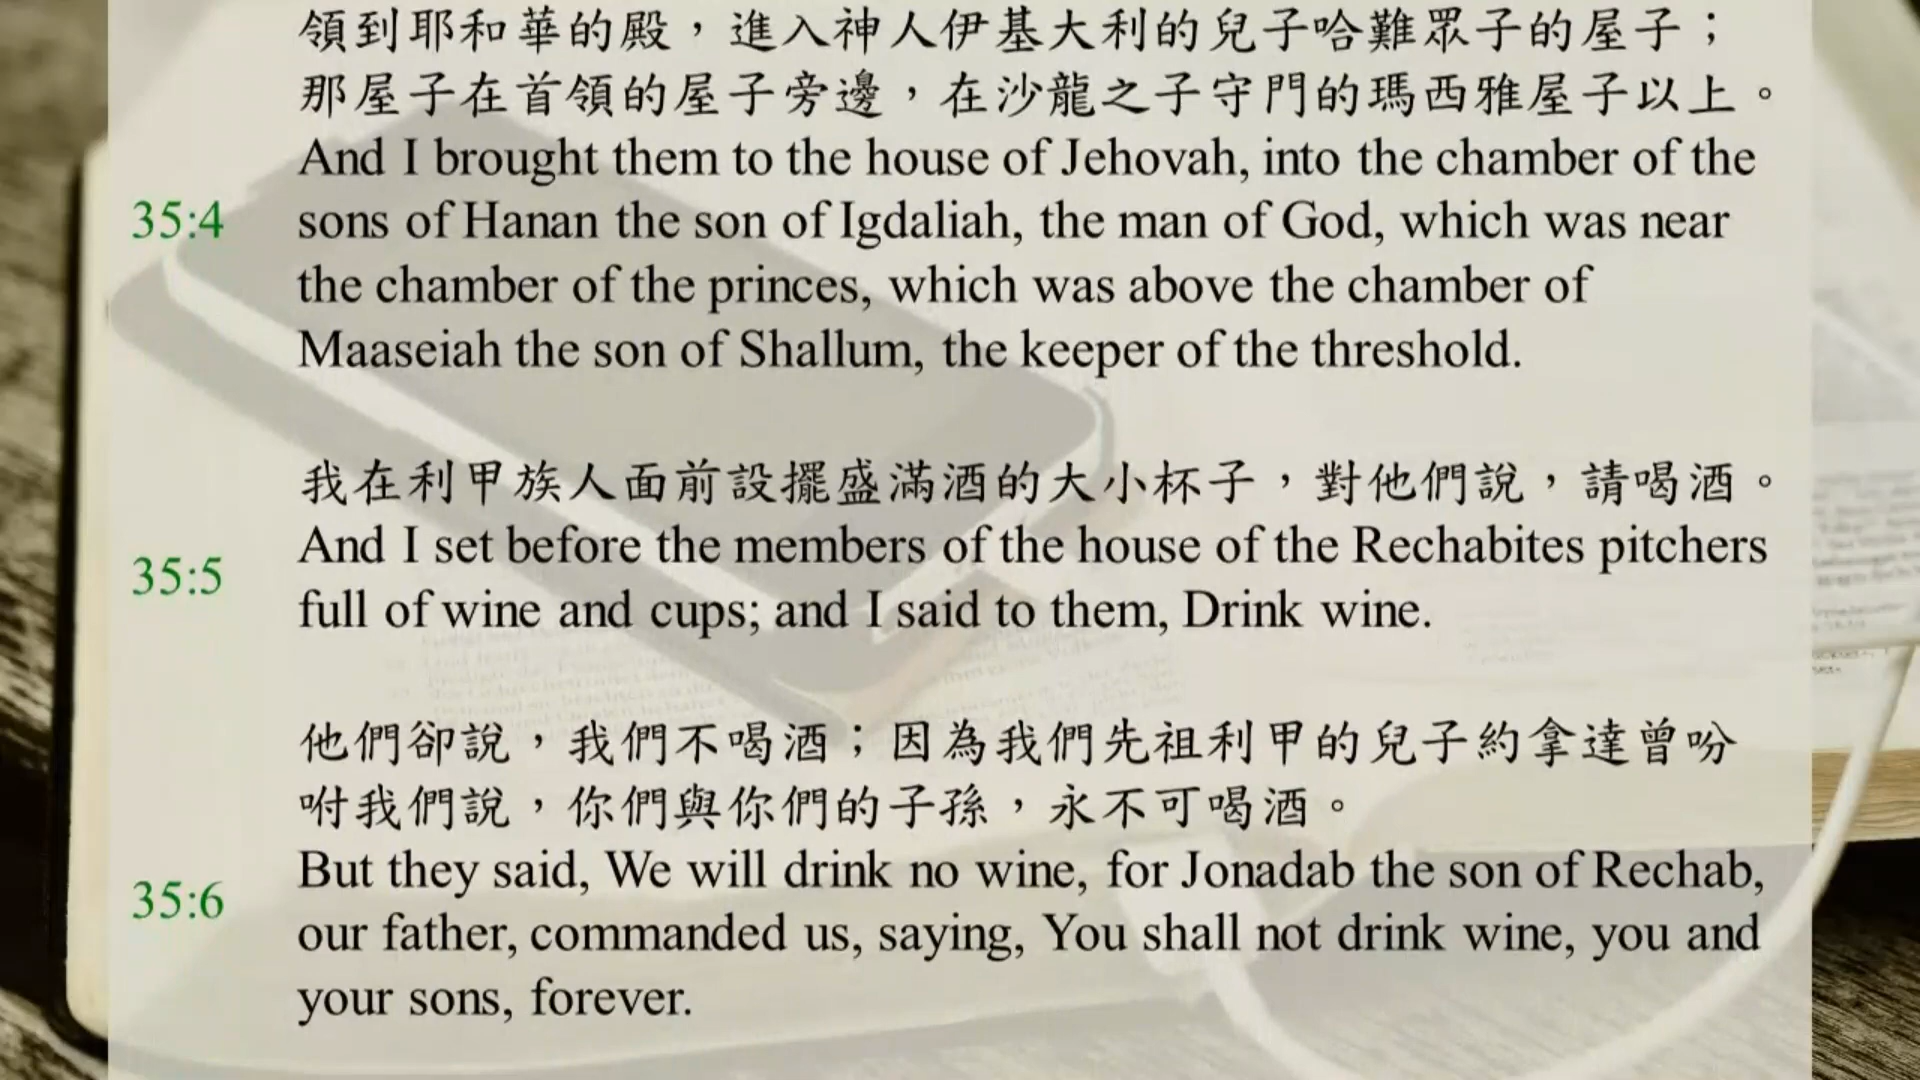 領到耶和華的殿，進入神人伊基大利的兒子哈難眾子的屋子；
那屋子在首領的屋子旁邊，在沙龍之子守門的瑪西雅屋子以上。
And I brought them to the house of Jehovah, into the chamber of the
35:4 sons of Hanan the son of Igdaliah, the man of God, which was near
the chamber of the princes, which was above the chamber of
Maaseiah the son of Shallum, the keeper of the threshold.
我在利甲族人面前設擺盛滿酒的大小杯子，對他們說，請喝酒。
35:5 And I set before the members of the house of the Rechabites pitchers
full of wine and cups; and I said to them, Drink wine.
他們卻說，我們不喝酒；因為我們先祖利甲的兒子約拿達曾吩
咐我們說，你們與你們的子孫，永不可喝酒。
But they said, We will drink no wine, for Jonadab the son of Rechab,
35:6 our father, commanded us, saying, You shall not drink wine, you and
your sons, forever.